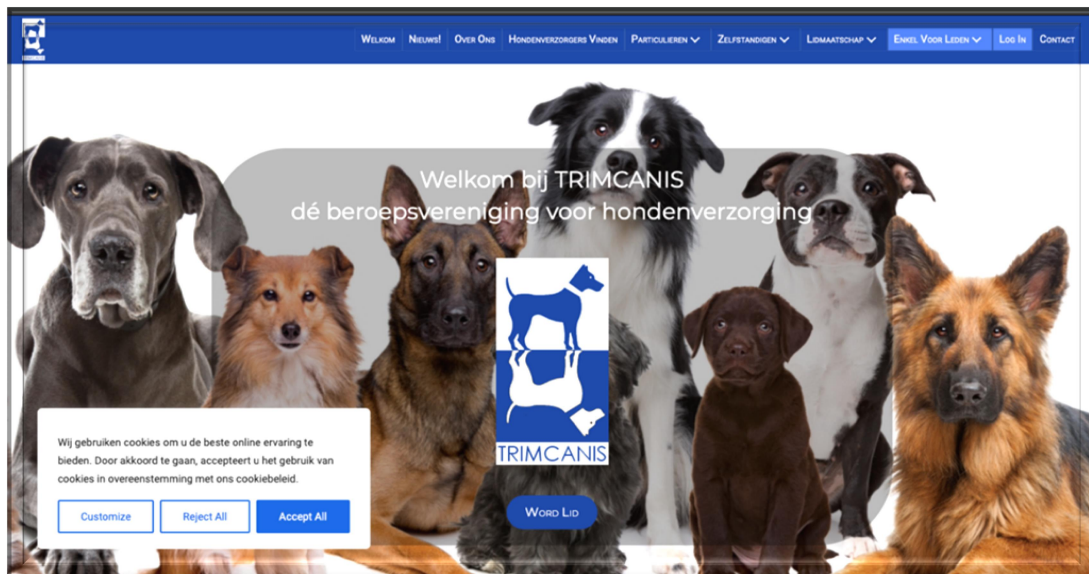 Welkom Nieuws! Over Ons Hondenverzorgers Vinden Particulieren Zelfstandigen Lidmaatschap Enkel Voor Leden Log In Contact
Welkom bij TRIMCANIS
dé beroepsvereniging voor hondenverzorging
TRIMCANIS
Word Lid
Wij gebruiken cookies om u de beste online ervaring te
bieden. Door akkoord te gaan, accepteert u het gebruik van
cookies in overeenstemming met ons cookiebeleid.
Customize Reject All Accept All